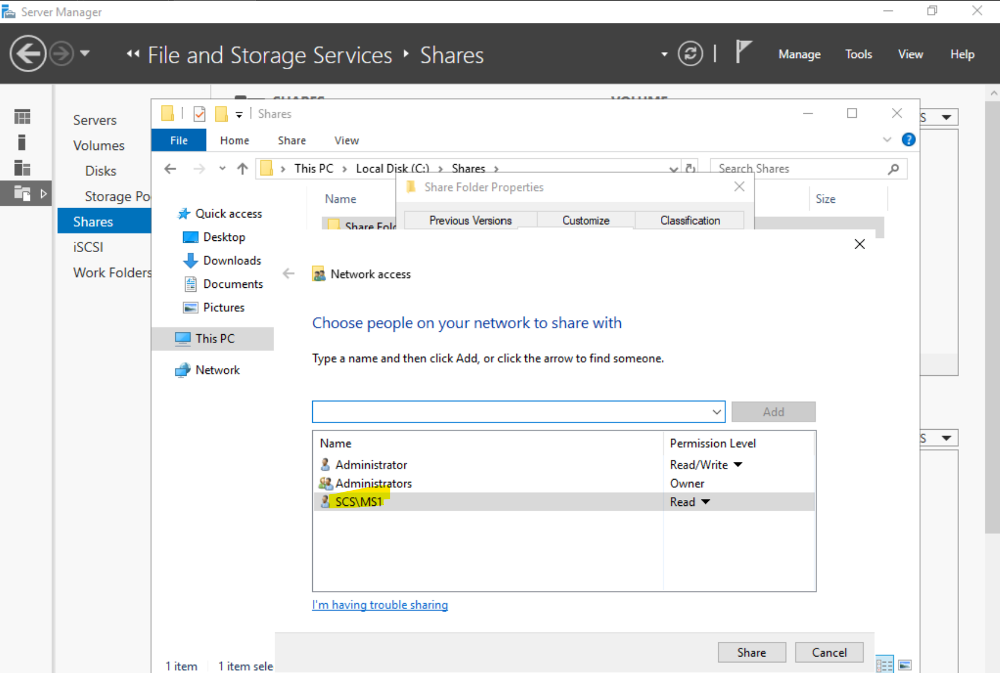 Server Manager
File and Storage Services Shares
Manage Tools View Help
SHARES
VOLUME
Servers
Volumes
Disks
Storage Po
Shares
iSCSI
Work Folders
Shares
File Home Share View
This PC Local Disk (C:) Shares
Search Shares
Share Folder Properties
Name
Size
Share Fold
Previous Versions Customize Classification
Quick access
Desktop
Downloads
Documents
Pictures
This PC
Network
Network access
Choose people on your network to share with
Type a name and then click Add, or click the arrow to find someone.
Add
Name Permission Level
Administrator Read/Write
Administrators Owner
SCS\MS1 Read
I'm having trouble sharing
Share Cancel
1 item 1 item sele
S
S